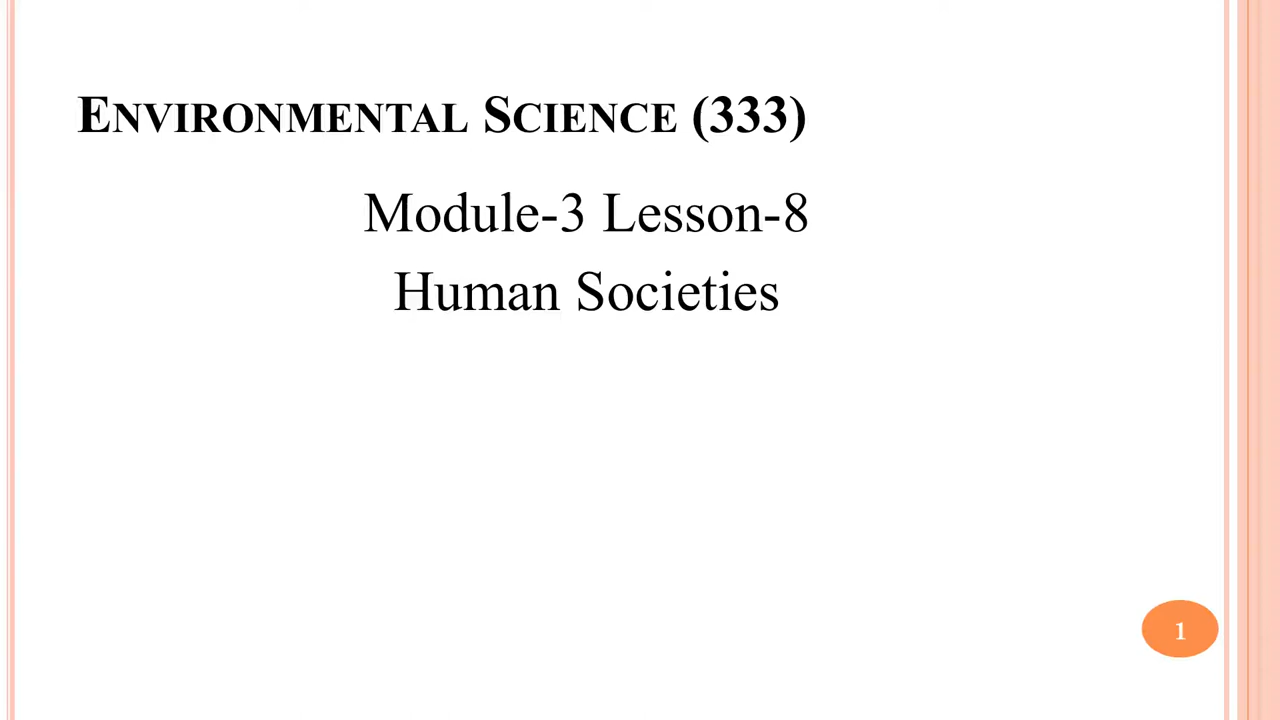 ENVIRONMENTAL SCIENCE (333)
Module-3 Lesson-8
Human Societies
1